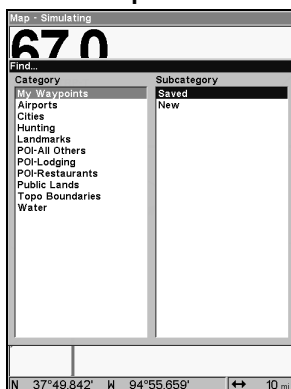 Map - Simulating
67.0
Find...
Category
Subcategory
My Waypoints
Airports
Cities
Hunting
Landmarks
POI-All Others
POI-Lodging
POI-Restaurants
Public Lands
Topo Boundaries
Water
Saved
New
N 37°49.842' W 94°55.659' ↔ 10 mi